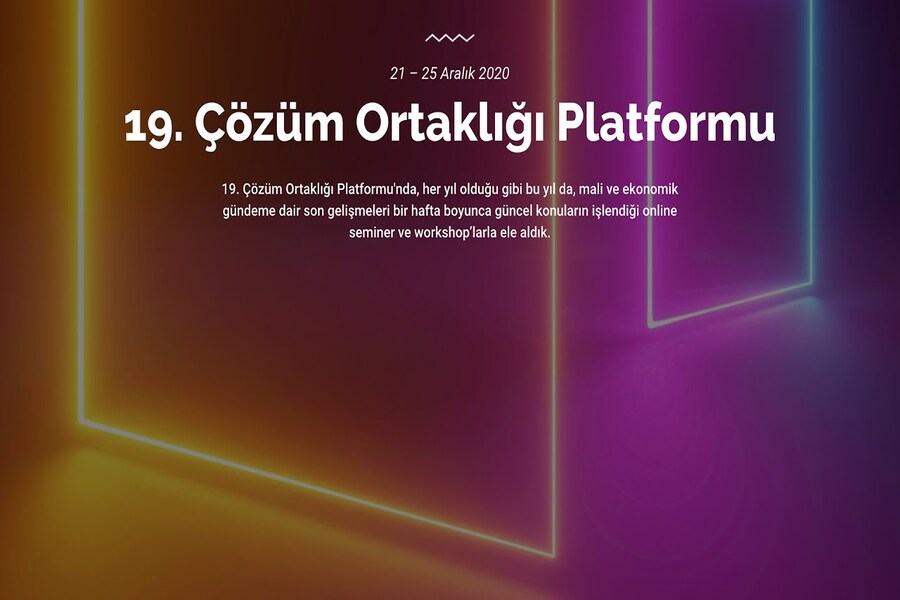 21 – 25 Aralık 2020
19. Çözüm Ortaklığı Platformu
19. Çözüm Ortaklığı Platformu'nda, her yıl olduğu gibi bu yıl da, mali ve ekonomik
gündeme dair son gelişmeleri bir hafta boyunca güncel konuların işlendiği online
seminer ve workshop’larla ele aldık.